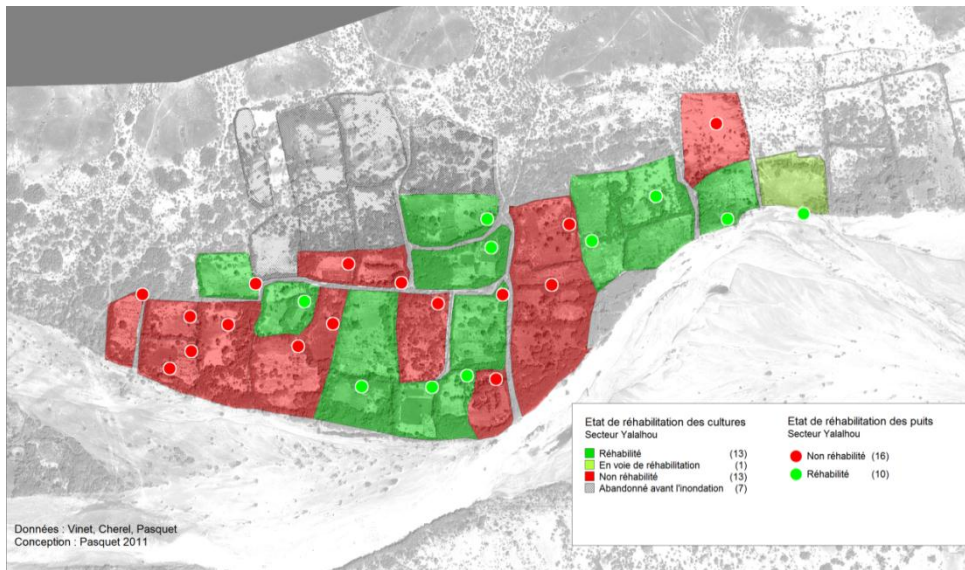 Etat de réhabilitation des cultures
Secteur Yalalhou
Réhabilité (13)
En voie de réhabilitation (1)
Non réhabilité (13)
Abandonné avant l'inondation (7)
Etat de réhabilitation des puits
Secteur Yalalhou
Non réhabilité (16)
Réhabilité (10)
Données : Vinet, Cherel, Pasquet
Conception : Pasquet 2011